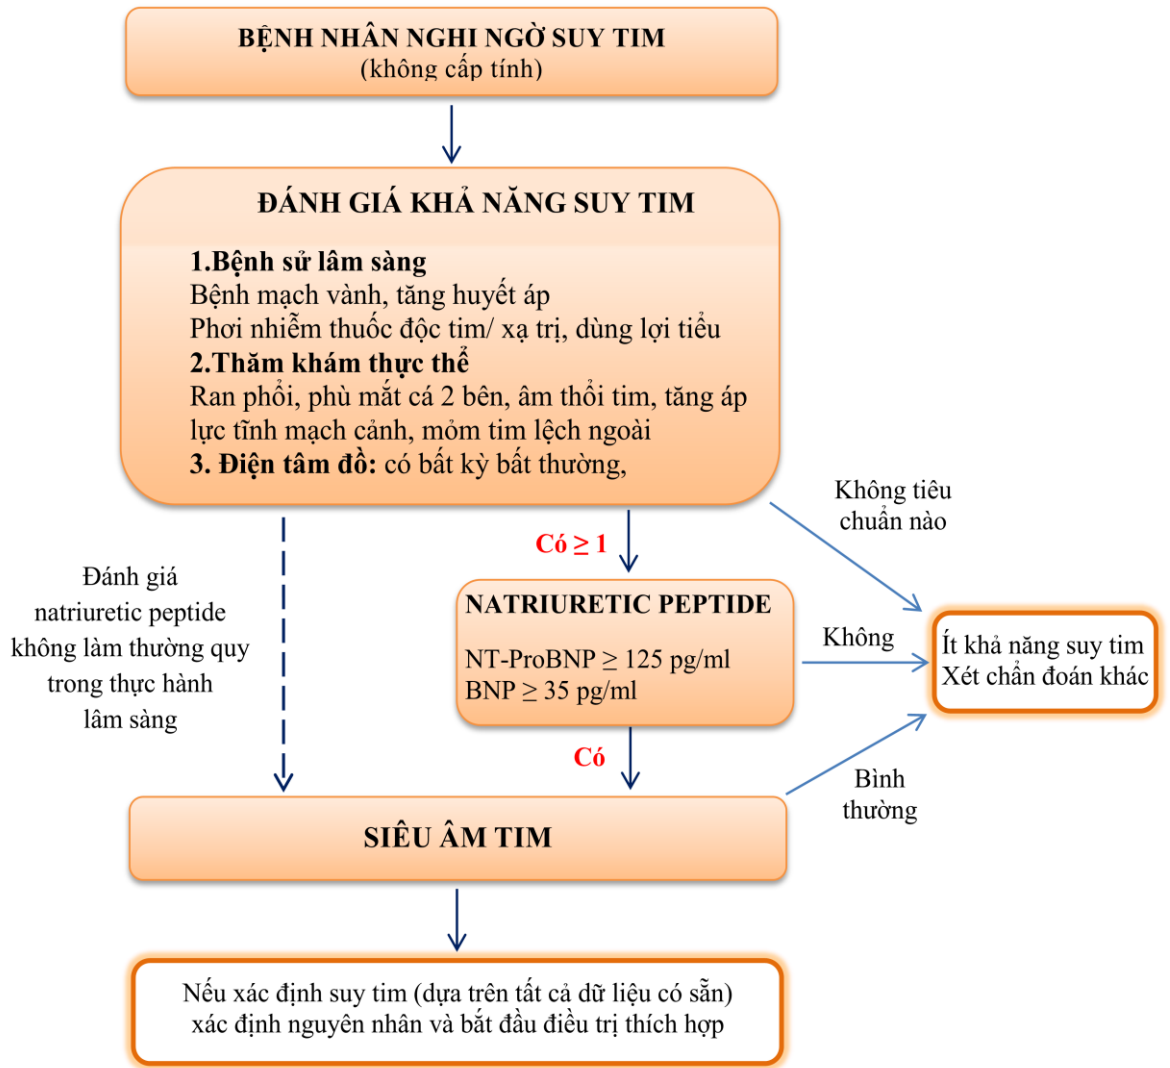 BỆNH NHÂN NGHI NGỜ SUY TIM
(không cấp tính)
ĐÁNH GIÁ KHẢ NĂNG SUY TIM
1.Bệnh sử lâm sàng
Bệnh mạch vành, tăng huyết áp
Phơi nhiễm thuốc độc tim/ xạ trị, dùng lợi tiểu
2.Thăm khám thực thể
Ran phổi, phù mắt cá 2 bên, âm thổi tim, tăng áp
lực tĩnh mạch cảnh, mỏm tim lệch ngoài
3. Điện tâm đồ: có bất kỳ bất thường,
Không tiêu
chuẩn nào
Có ≥ 1
Đánh giá
natriuretic peptide
không làm thường quy
trong thực hành
lâm sàng
NATRIURETIC PEPTIDE
NT-ProBNP ≥ 125 pg/ml
BNP ≥ 35 pg/ml
Không
Ít khả năng suy tim
Xét chẩn đoán khác
Có
Bình
thường
SIÊU ÂM TIM
Nếu xác định suy tim (dựa trên tất cả dữ liệu có sẵn)
xác định nguyên nhân và bắt đầu điều trị thích hợp